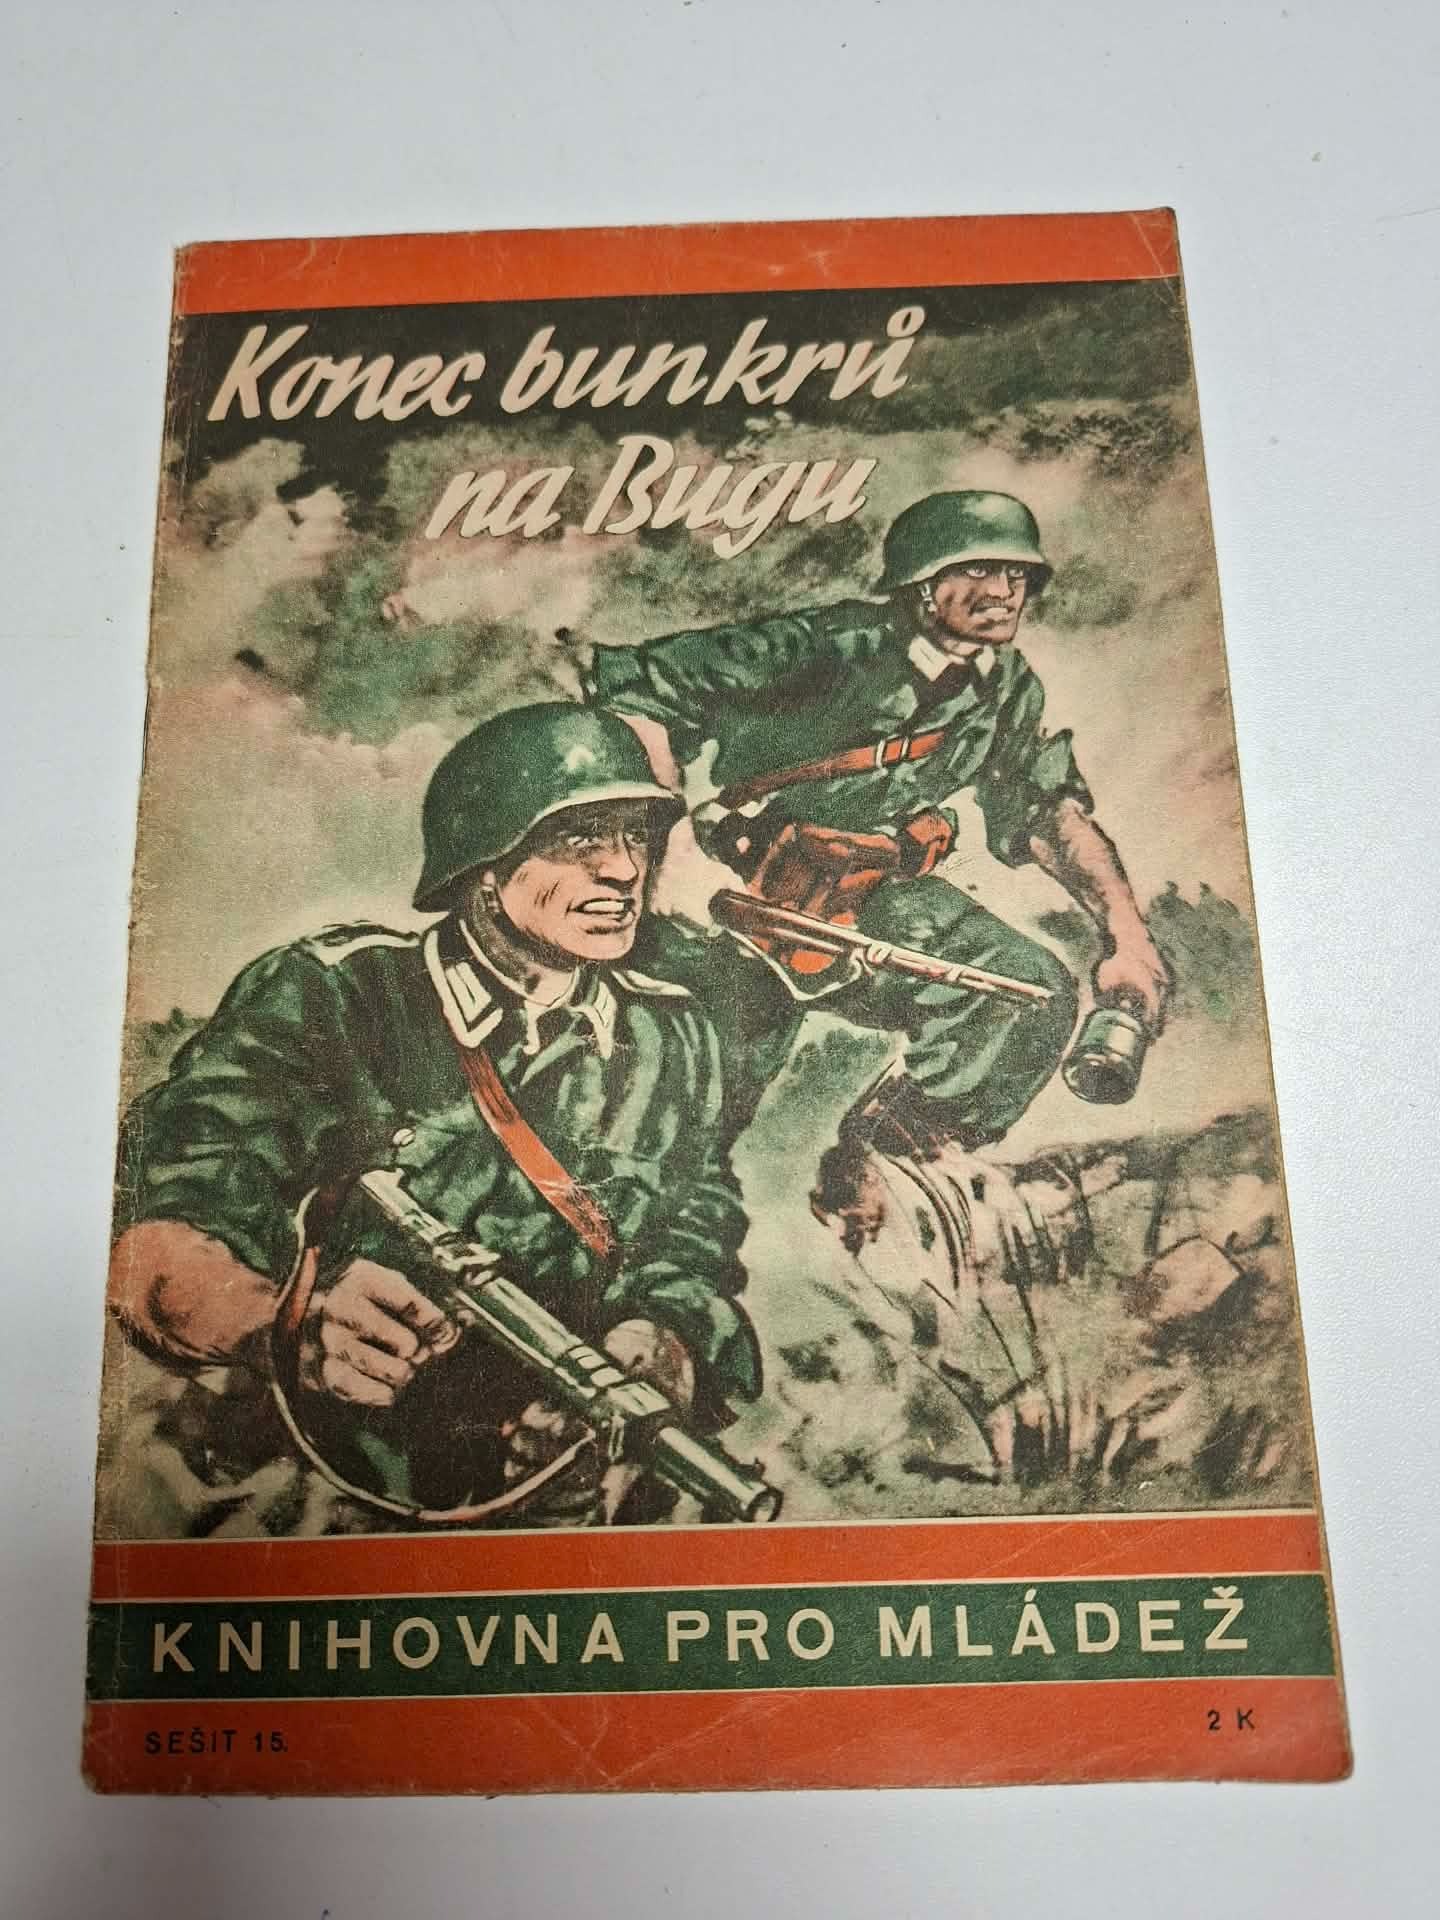 Konec bunkrů
na Bugu
KNIHOVNA PRO MLÁDEŽ
SEŠIT 15.
2 K